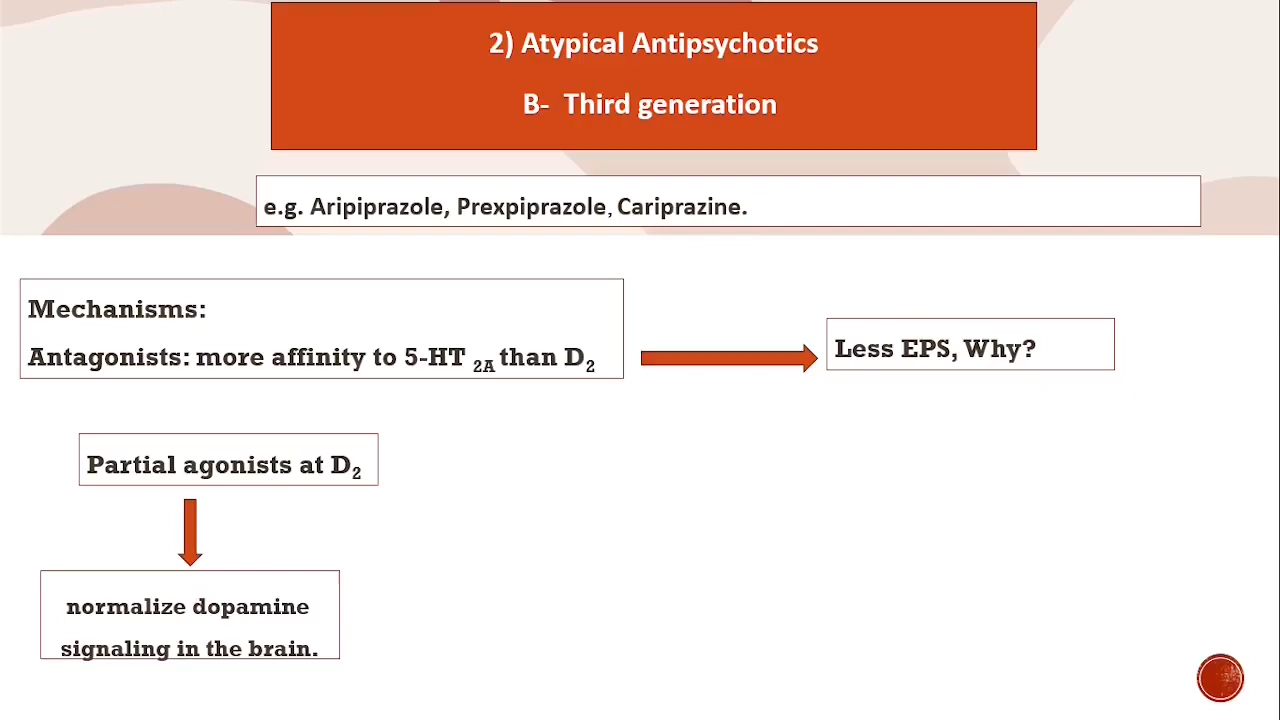 2) Atypical Antipsychotics
B- Third generation
e.g. Aripiprazole, Prexpiprazole, Cariprazine.
Mechanisms:
Antagonists: more affinity to 5-HT 2A than D2
Less EPS, Why?
Partial agonists at D2
normalize dopamine
signaling in the brain.